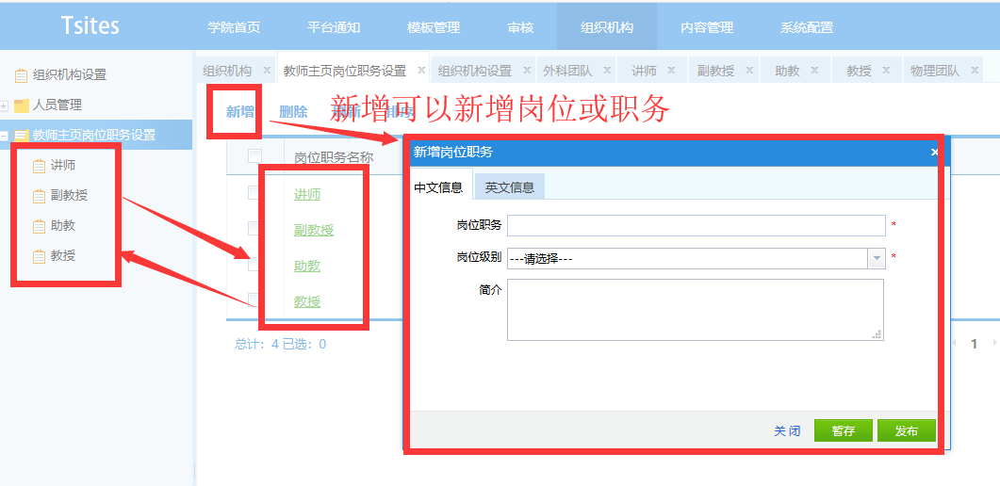 Tsites 学院首页 平台通知 模板管理 审核 组织机构 内容管理 系统配置
组织机构设置
人员管理
教师主页岗位职务设置
讲师
副教授
助教
教授
组织机构 x 教师主页岗位职务设置 x 组织机构设置 x 外科团队 x 讲师 x 副教授 x 助教 x 教授 x 物理团队 x
新增 删除 刷新 排序
新增可以新增岗位或职务
岗位职务名称
讲师
副教授
助教
教授
总计：4 已选：0
1
新增岗位职务 x
中文信息 英文信息
岗位职务 *
岗位级别 ---请选择--- *
简介
关闭 暂存 发布